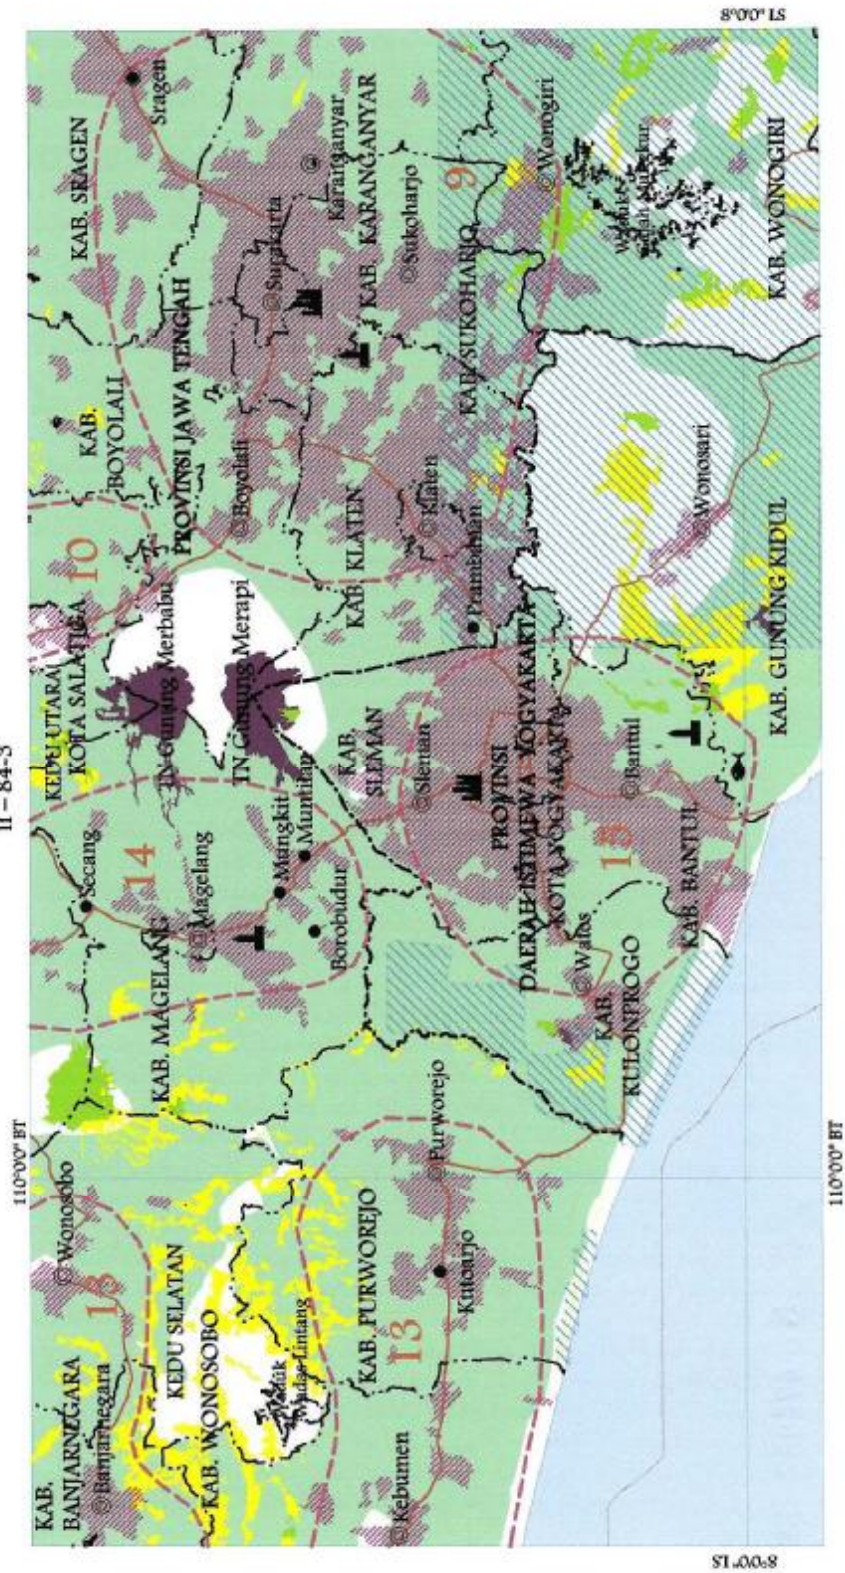 II – 84-3
110°0'0" BT
KAB.
BANJARNEGARA
Banjarnegara
Wonosobo
13
Secang
KEDU UTARA
KOTA SALATIGA
10
KAB.
BOYOLALI
KAB. SRAGEN
Sragen
KEDU SELATAN
KAB. WONOSOBO
KAB. MAGELANG
14
Magelang
TN Gunung Merbabu
PROVINSI JAWA TENGAH
Mungkit
Muntilan
TN Gunung Merapi
Boyolali
Surakarta
Waduk
Wadas Lintang
Borobudur
Karanganyar
KAB. PURWOREJO
KAB.
SLEMAN
KAB. KLATEN
KAB. KARANGANYAR
Kebumen
13
Purworejo
Sleman
Klaten
Sukoharjo
Kutoarjo
Prambanan
KAB. SUKOHARJO
9
PROVINSI
DAERAH ISTIMEWA YOGYAKARTA
KOTA YOGYAKARTA
Wates
Wonogiri
KAB.
KULONPROGO
15
Bantul
KAB. BANTUL
Wonosari
KAB. GUNUNG KIDUL
KAB. WONOGIRI
8°0'0" LS
8°0'0" LS
110°0'0" BT